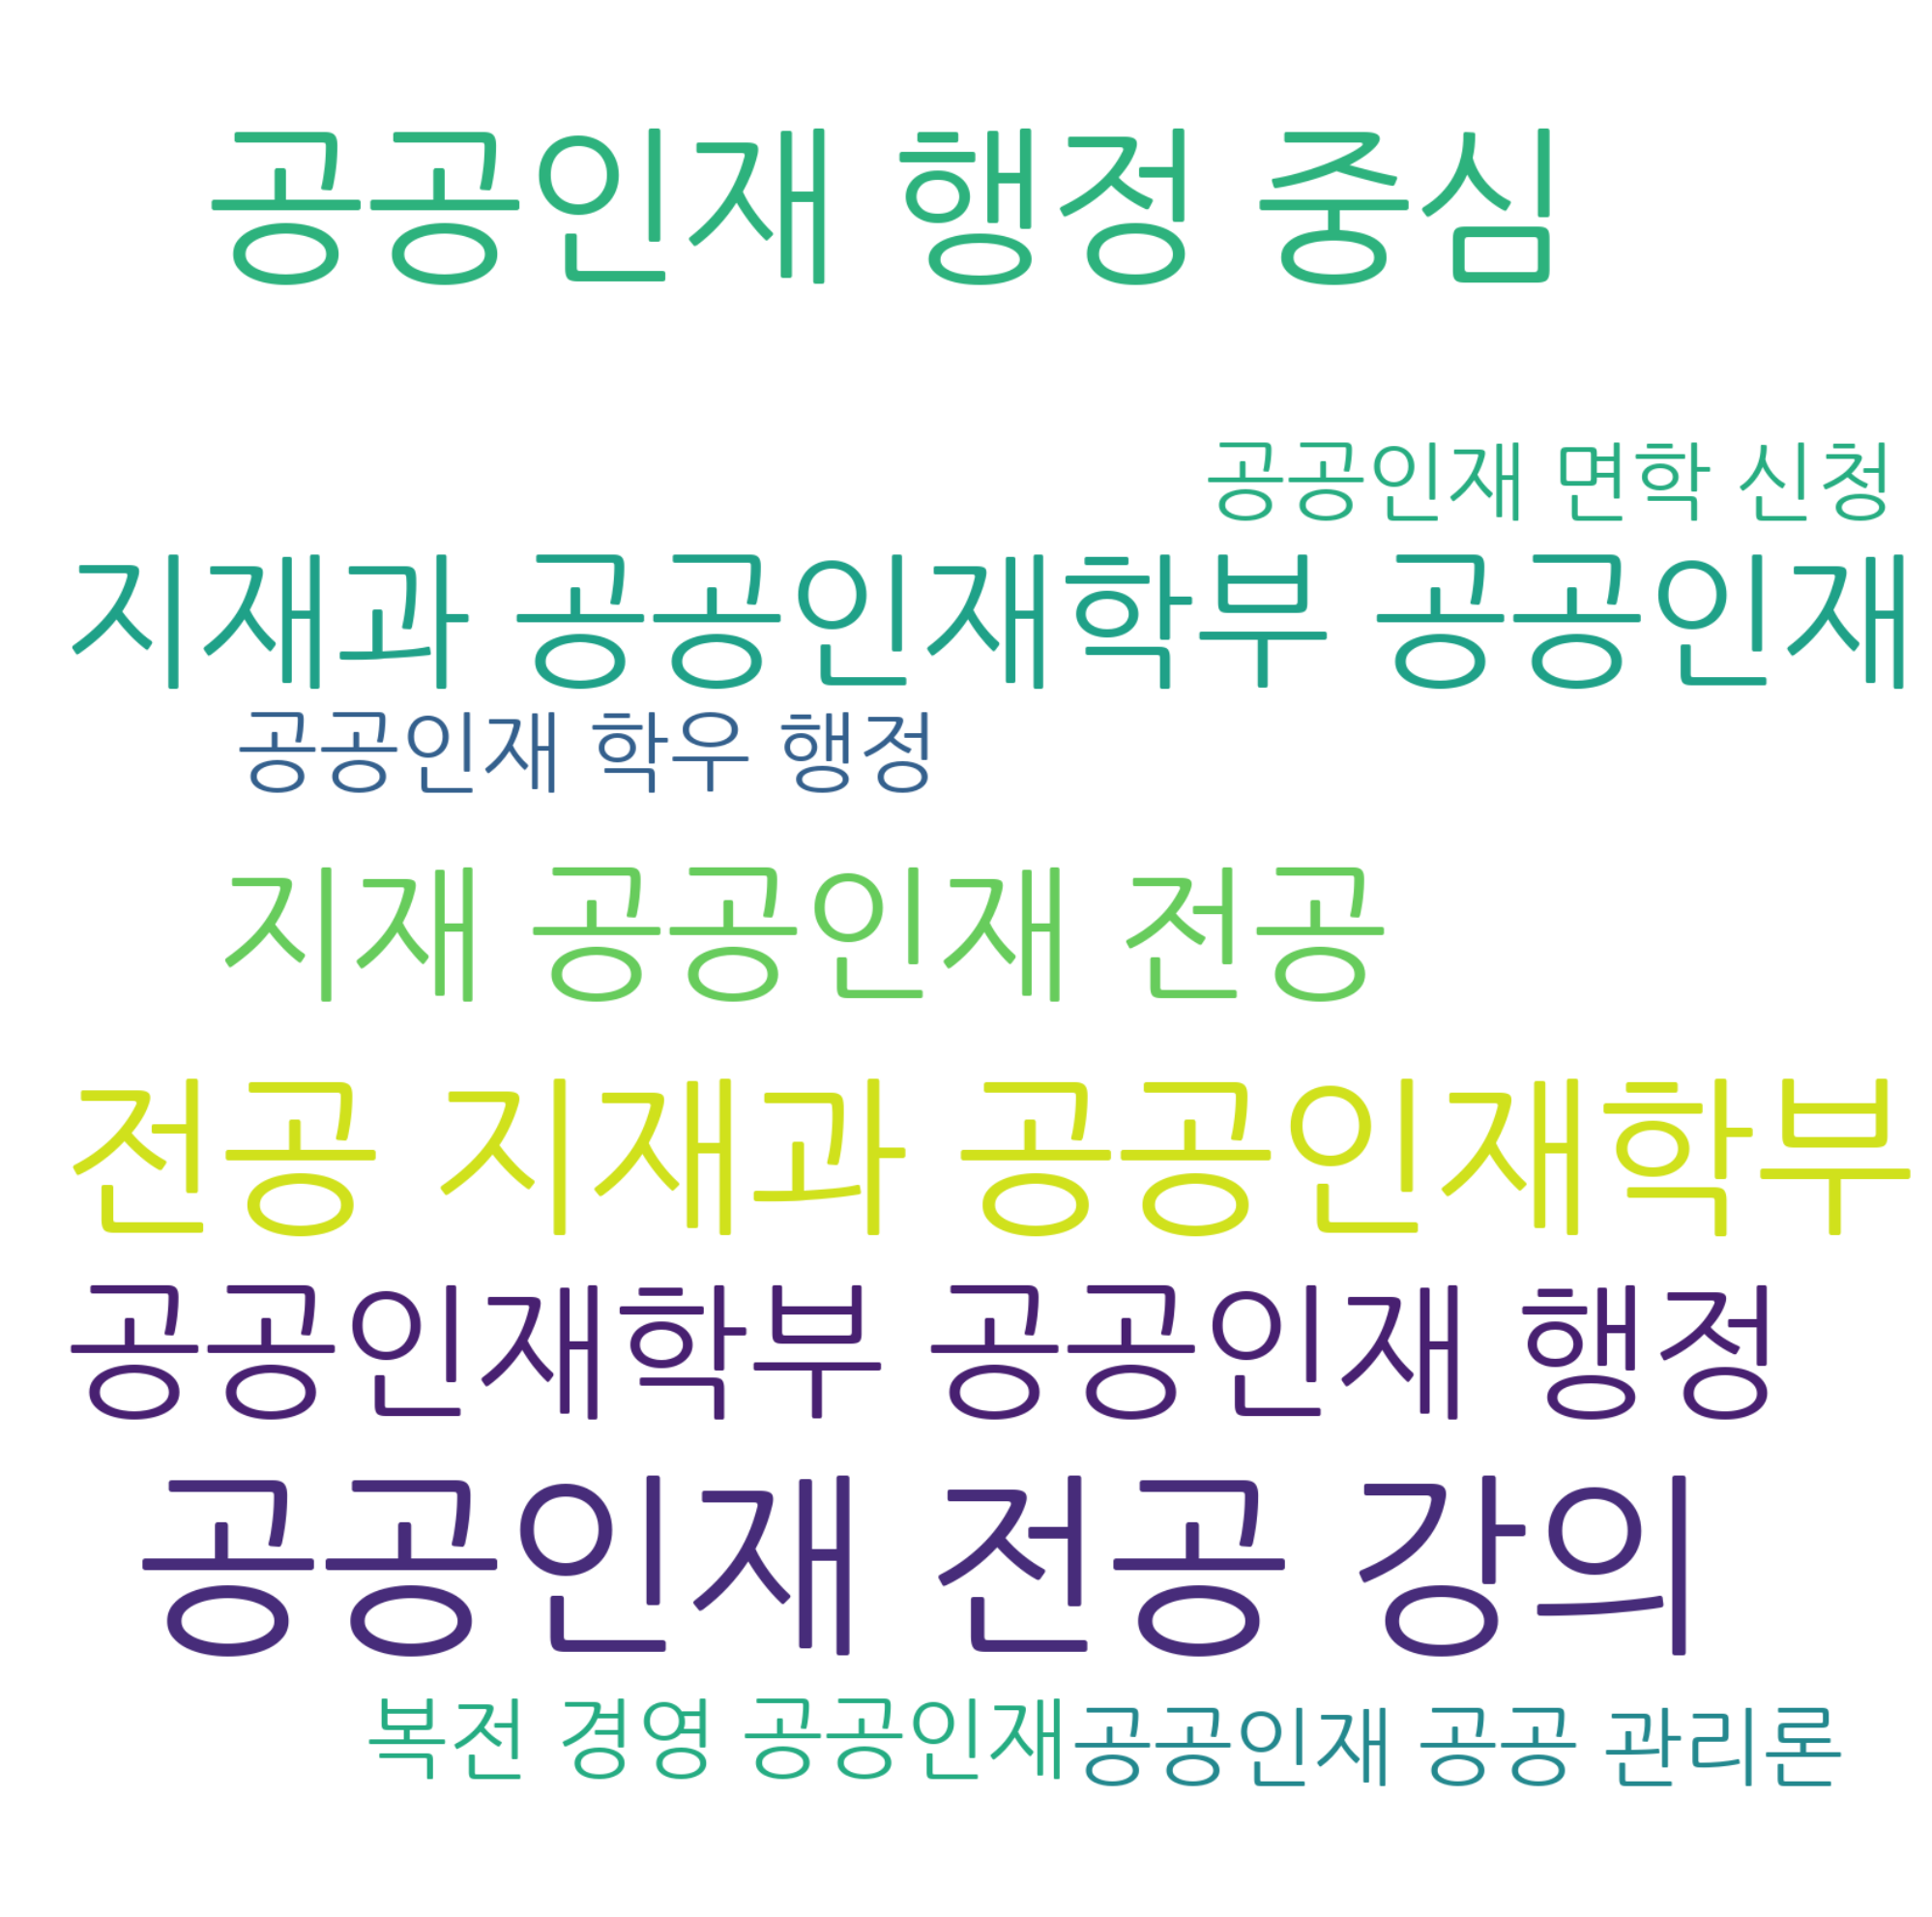 공공인재 행정 중심
공공인재 면학 신청
지재과 공공인재학부 공공인재
공공인재 학우 행정
지재 공공인재 전공
전공 지재과 공공인재학부
공공인재학부 공공인재 행정
공공인재 전공 강의
복전 경영 공공인재
공공인재 공공 관리론